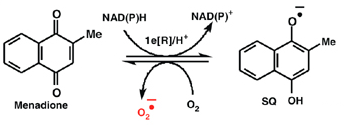 NAD(P)H NAD(P)⁺
O
Me
1e[R]/H⁺
O
Menadione
O₂•⁻
O₂
O•⁻
Me
OH
SQ